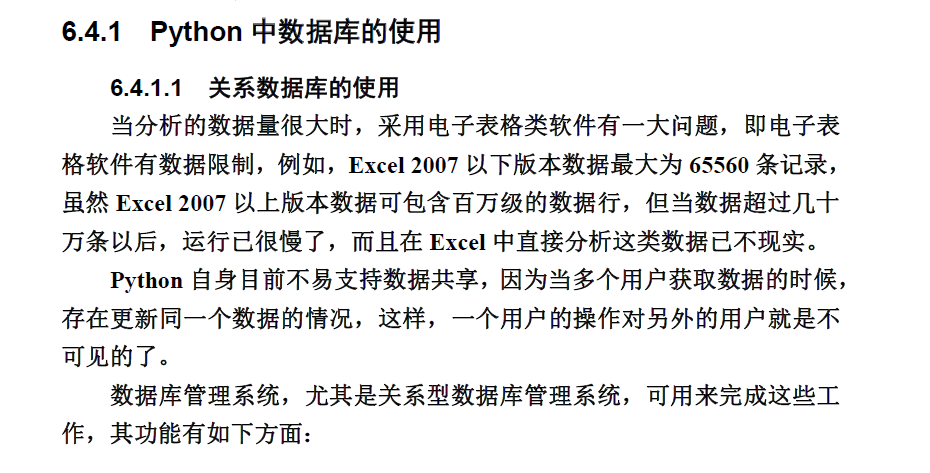 6.4.1 Python 中数据库的使用
6.4.1.1 关系数据库的使用
当分析的数据量很大时，采用电子表格类软件有一大问题，即电子表
格软件有数据限制，例如，Excel 2007 以下版本数据最大为 65560 条记录，
虽然 Excel 2007 以上版本数据可包含百万级的数据行，但当数据超过几十
万条以后，运行已很慢了，而且在 Excel 中直接分析这类数据已不现实。
Python 自身目前不易支持数据共享，因为当多个用户获取数据的时候，
存在更新同一个数据的情况，这样，一个用户的操作对另外的用户就是不
可见的了。
数据库管理系统，尤其是关系型数据库管理系统，可用来完成这些工
作，其功能有如下方面：